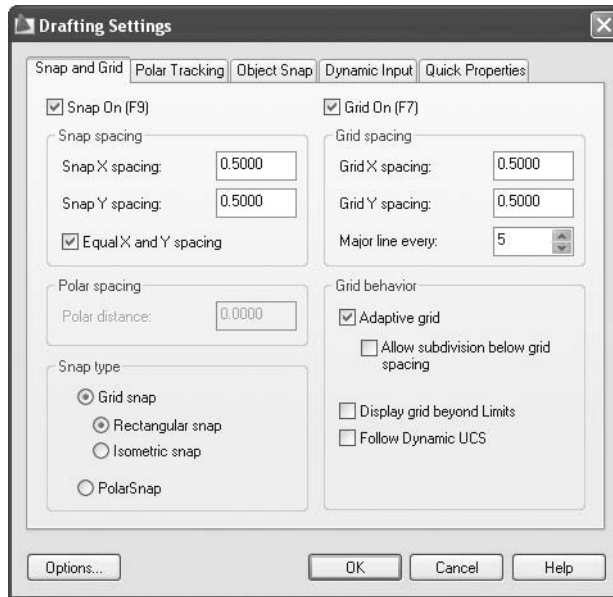 Drafting Settings
Snap and Grid
Polar Tracking
Object Snap
Dynamic Input
Quick Properties
Snap On (F9)
Snap spacing
Snap X spacing: 0.5000
Snap Y spacing: 0.5000
Equal X and Y spacing
Polar spacing
Polar distance: 0.0000
Snap type
Grid snap
Rectangular snap
Isometric snap
PolarSnap
Grid On (F7)
Grid spacing
Grid X spacing: 0.5000
Grid Y spacing: 0.5000
Major line every: 5
Grid behavior
Adaptive grid
Allow subdivision below grid
spacing
Display grid beyond Limits
Follow Dynamic UCS
Options...
OK
Cancel
Help